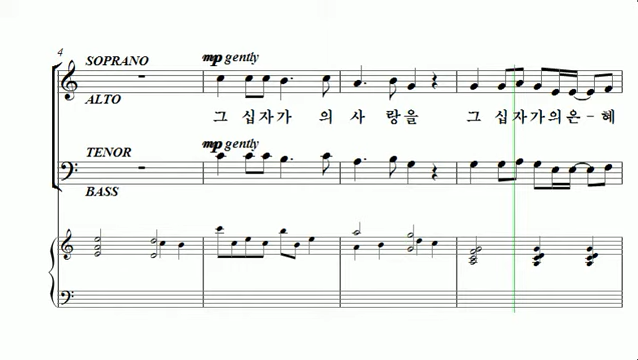 4
SOPRANO
mp gently
ALTO
그 십자가 의 사 랑을 그 십자가의은-혜
TENOR
mp gently
BASS